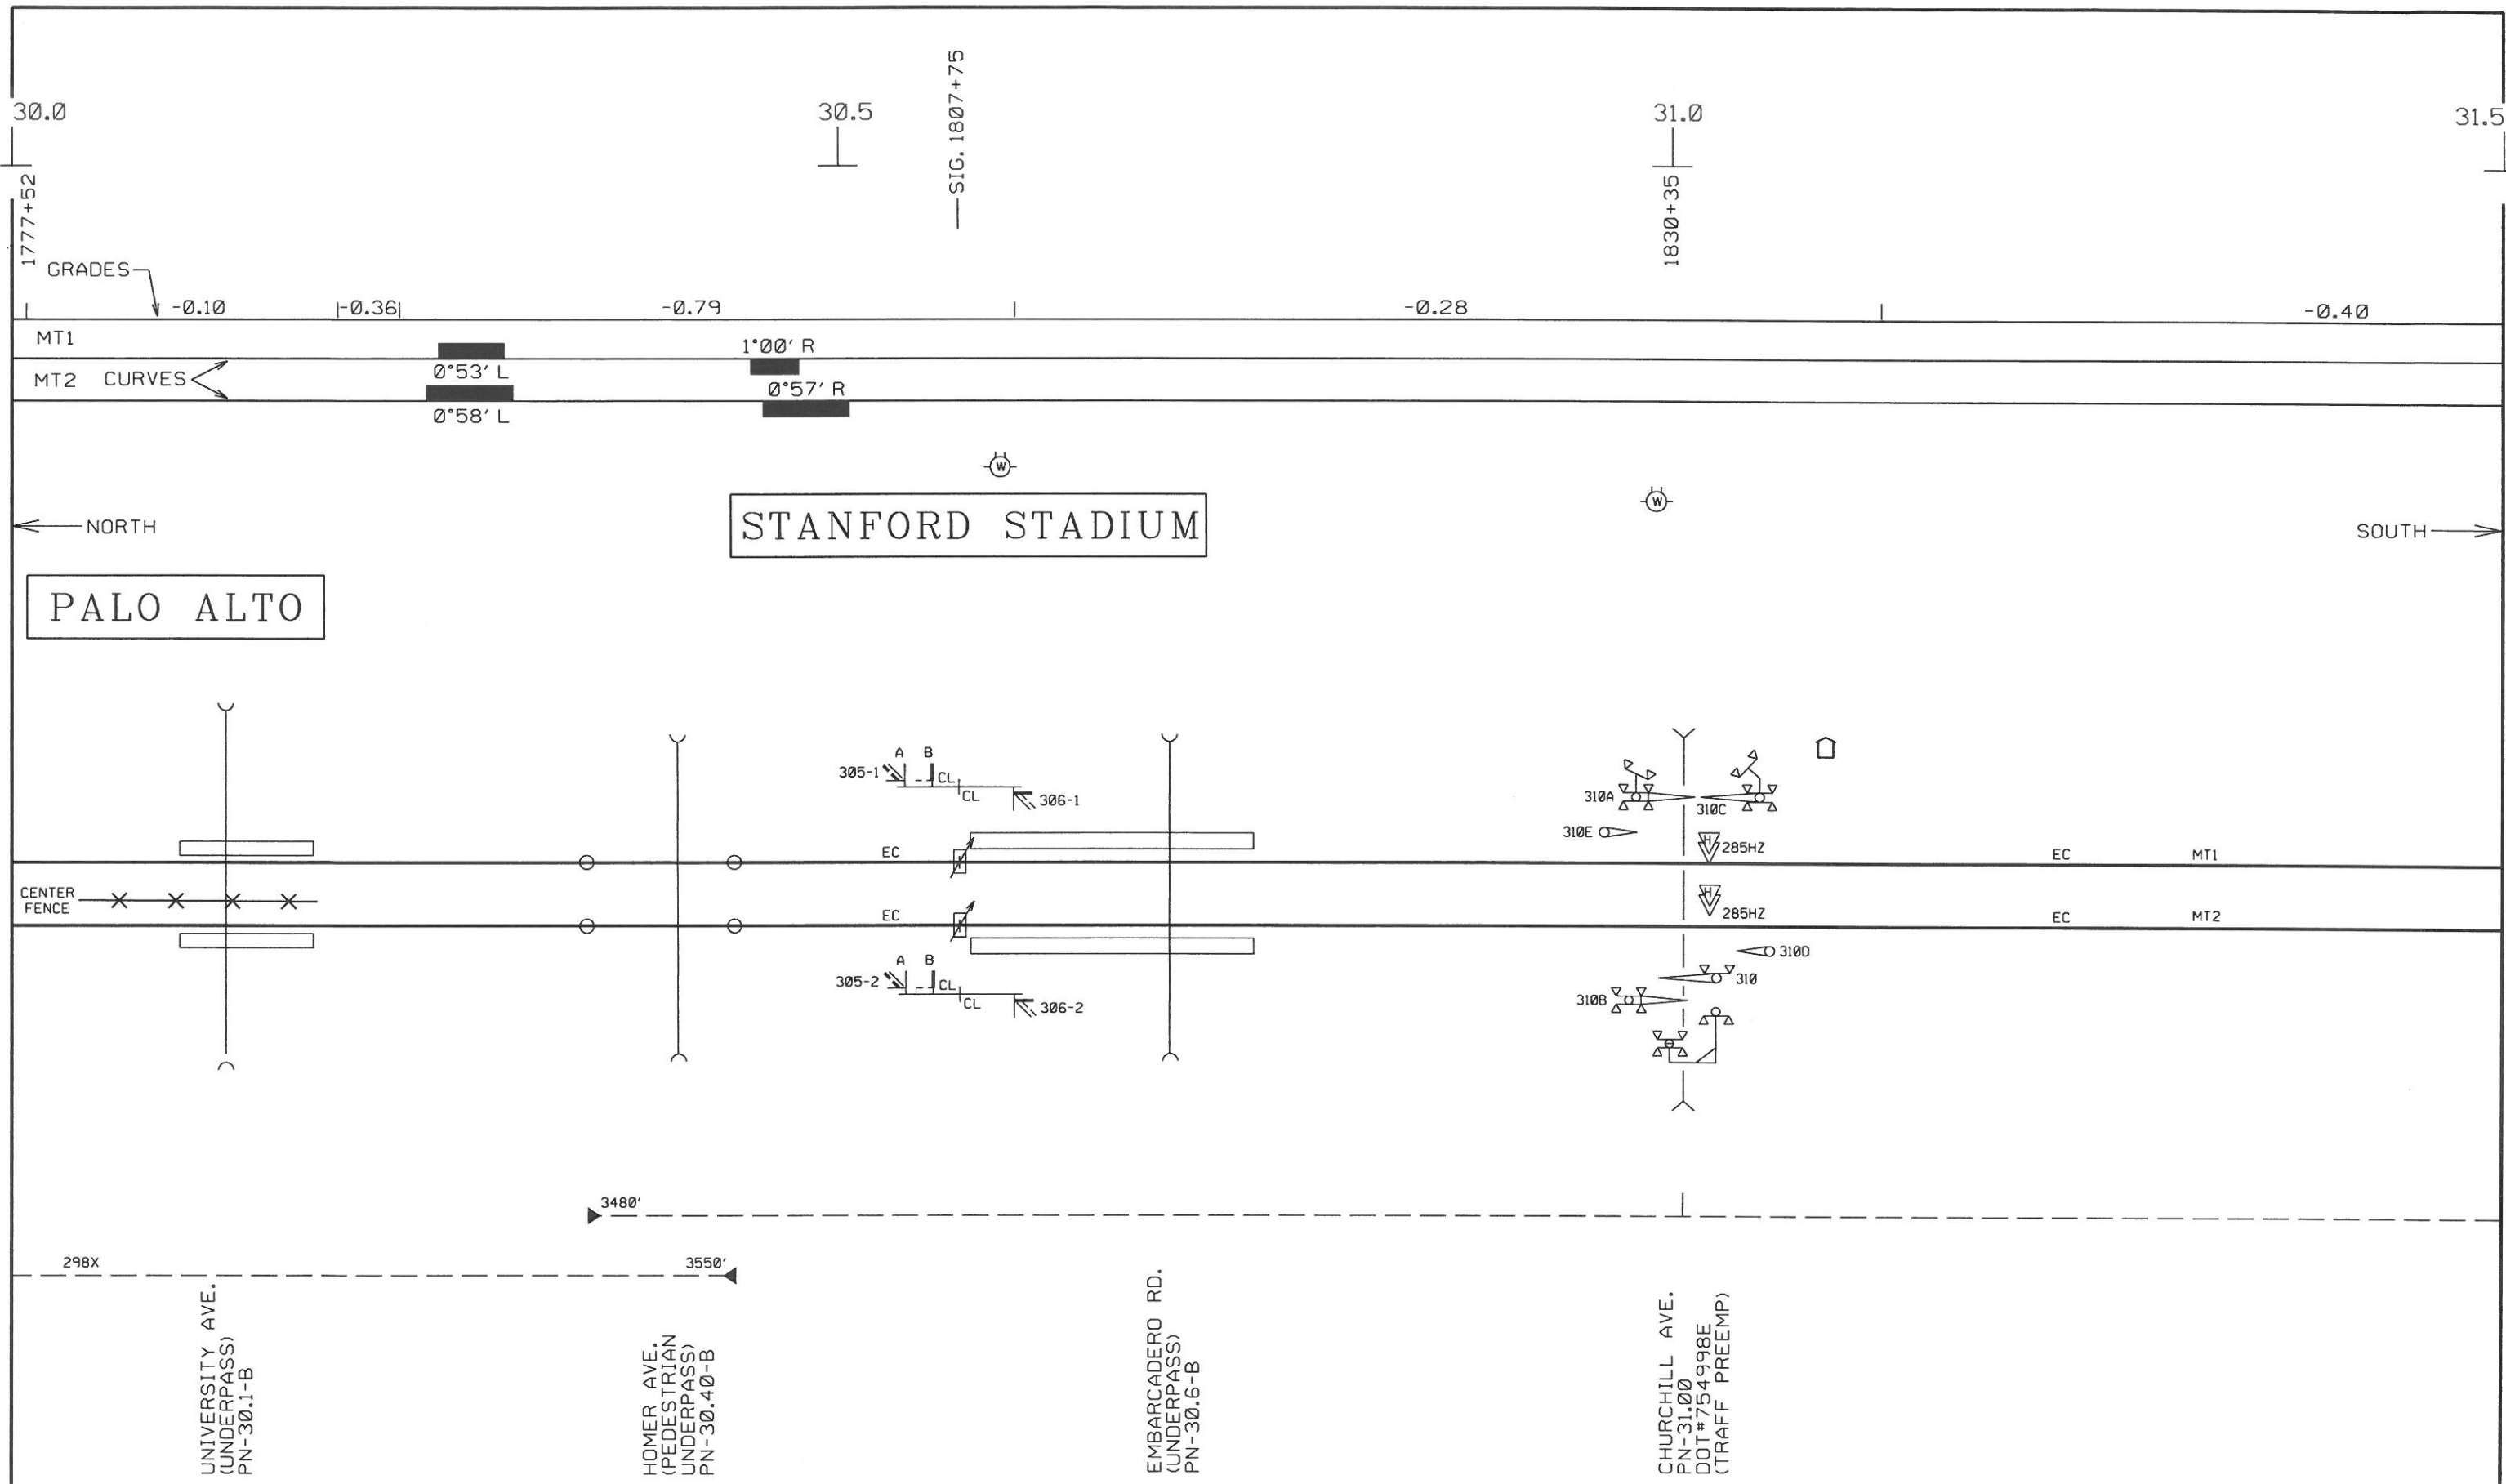 30.0
30.5
31.0
31.5
SIG. 1807+75
1777+52
1830+35
GRADES
-0.10
-0.36
-0.79
-0.28
-0.40
MT1
1°00' R
0°53' L
MT2 CURVES
0°57' R
0°58' L
W
W
STANFORD STADIUM
NORTH
SOUTH
PALO ALTO
A B
305-1
CL
CL
306-1
310A
310C
310E
H
285HZ
EC
EC
MT1
CENTER
FENCE
H
285HZ
EC
EC
MT2
310D
A B
305-2
CL
CL
306-2
310
310B
3480'
298X
3550'
UNIVERSITY AVE.
(UNDERPASS)
PN-30.1-B
HOMER AVE.
(PEDESTRIAN
UNDERPASS)
PN-30.40-B
EMBARCADERO RD.
(UNDERPASS)
PN-30.6-B
CHURCHILL AVE.
PN-31.00
DOT#754998E
(TRAFF PREEMP)